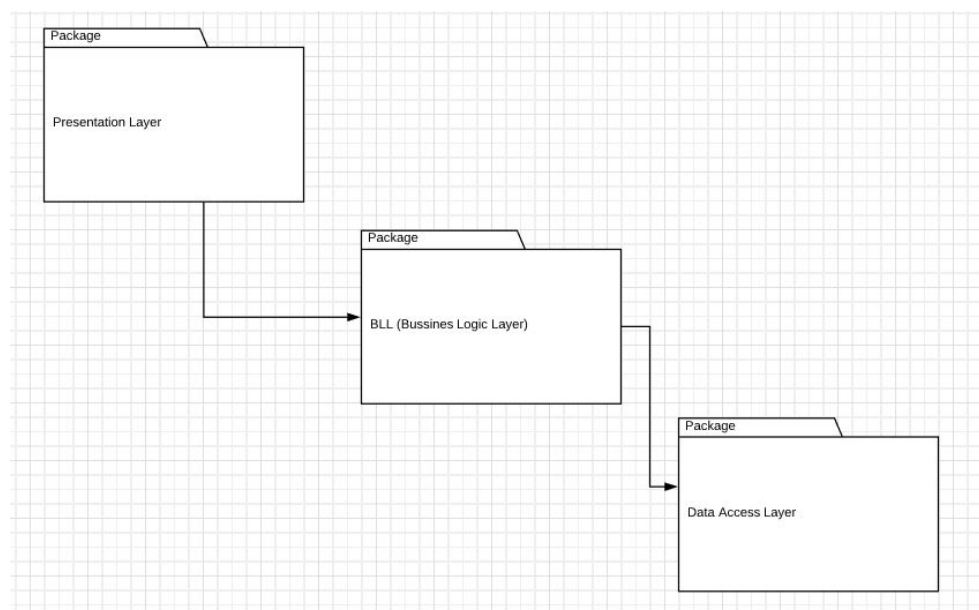 Package
Presentation Layer
Package
BLL (Bussines Logic Layer)
Package
Data Access Layer